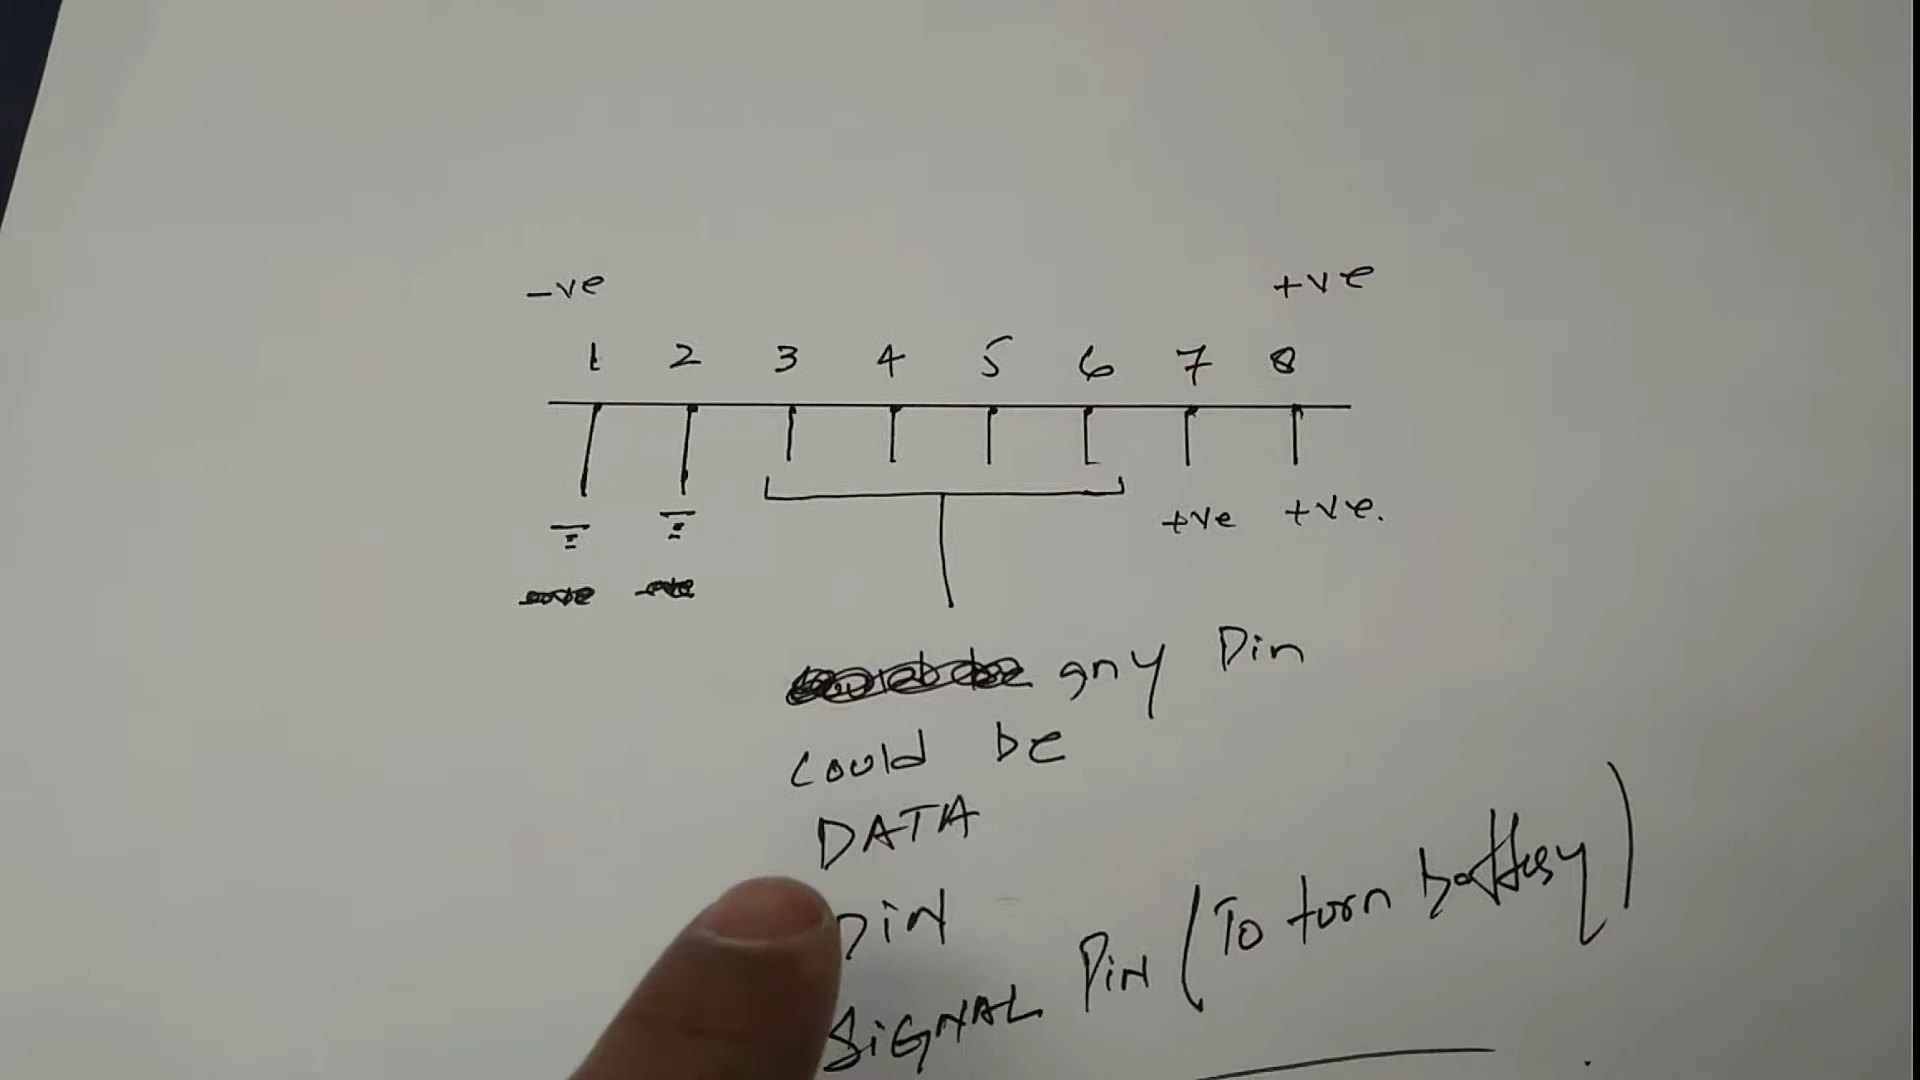 -ve +ve
1 2 3 4 5 6 7 8
+ve +ve.
any Pin
could be
DATA
PiN
SiGNAL PiN (To turn battery)